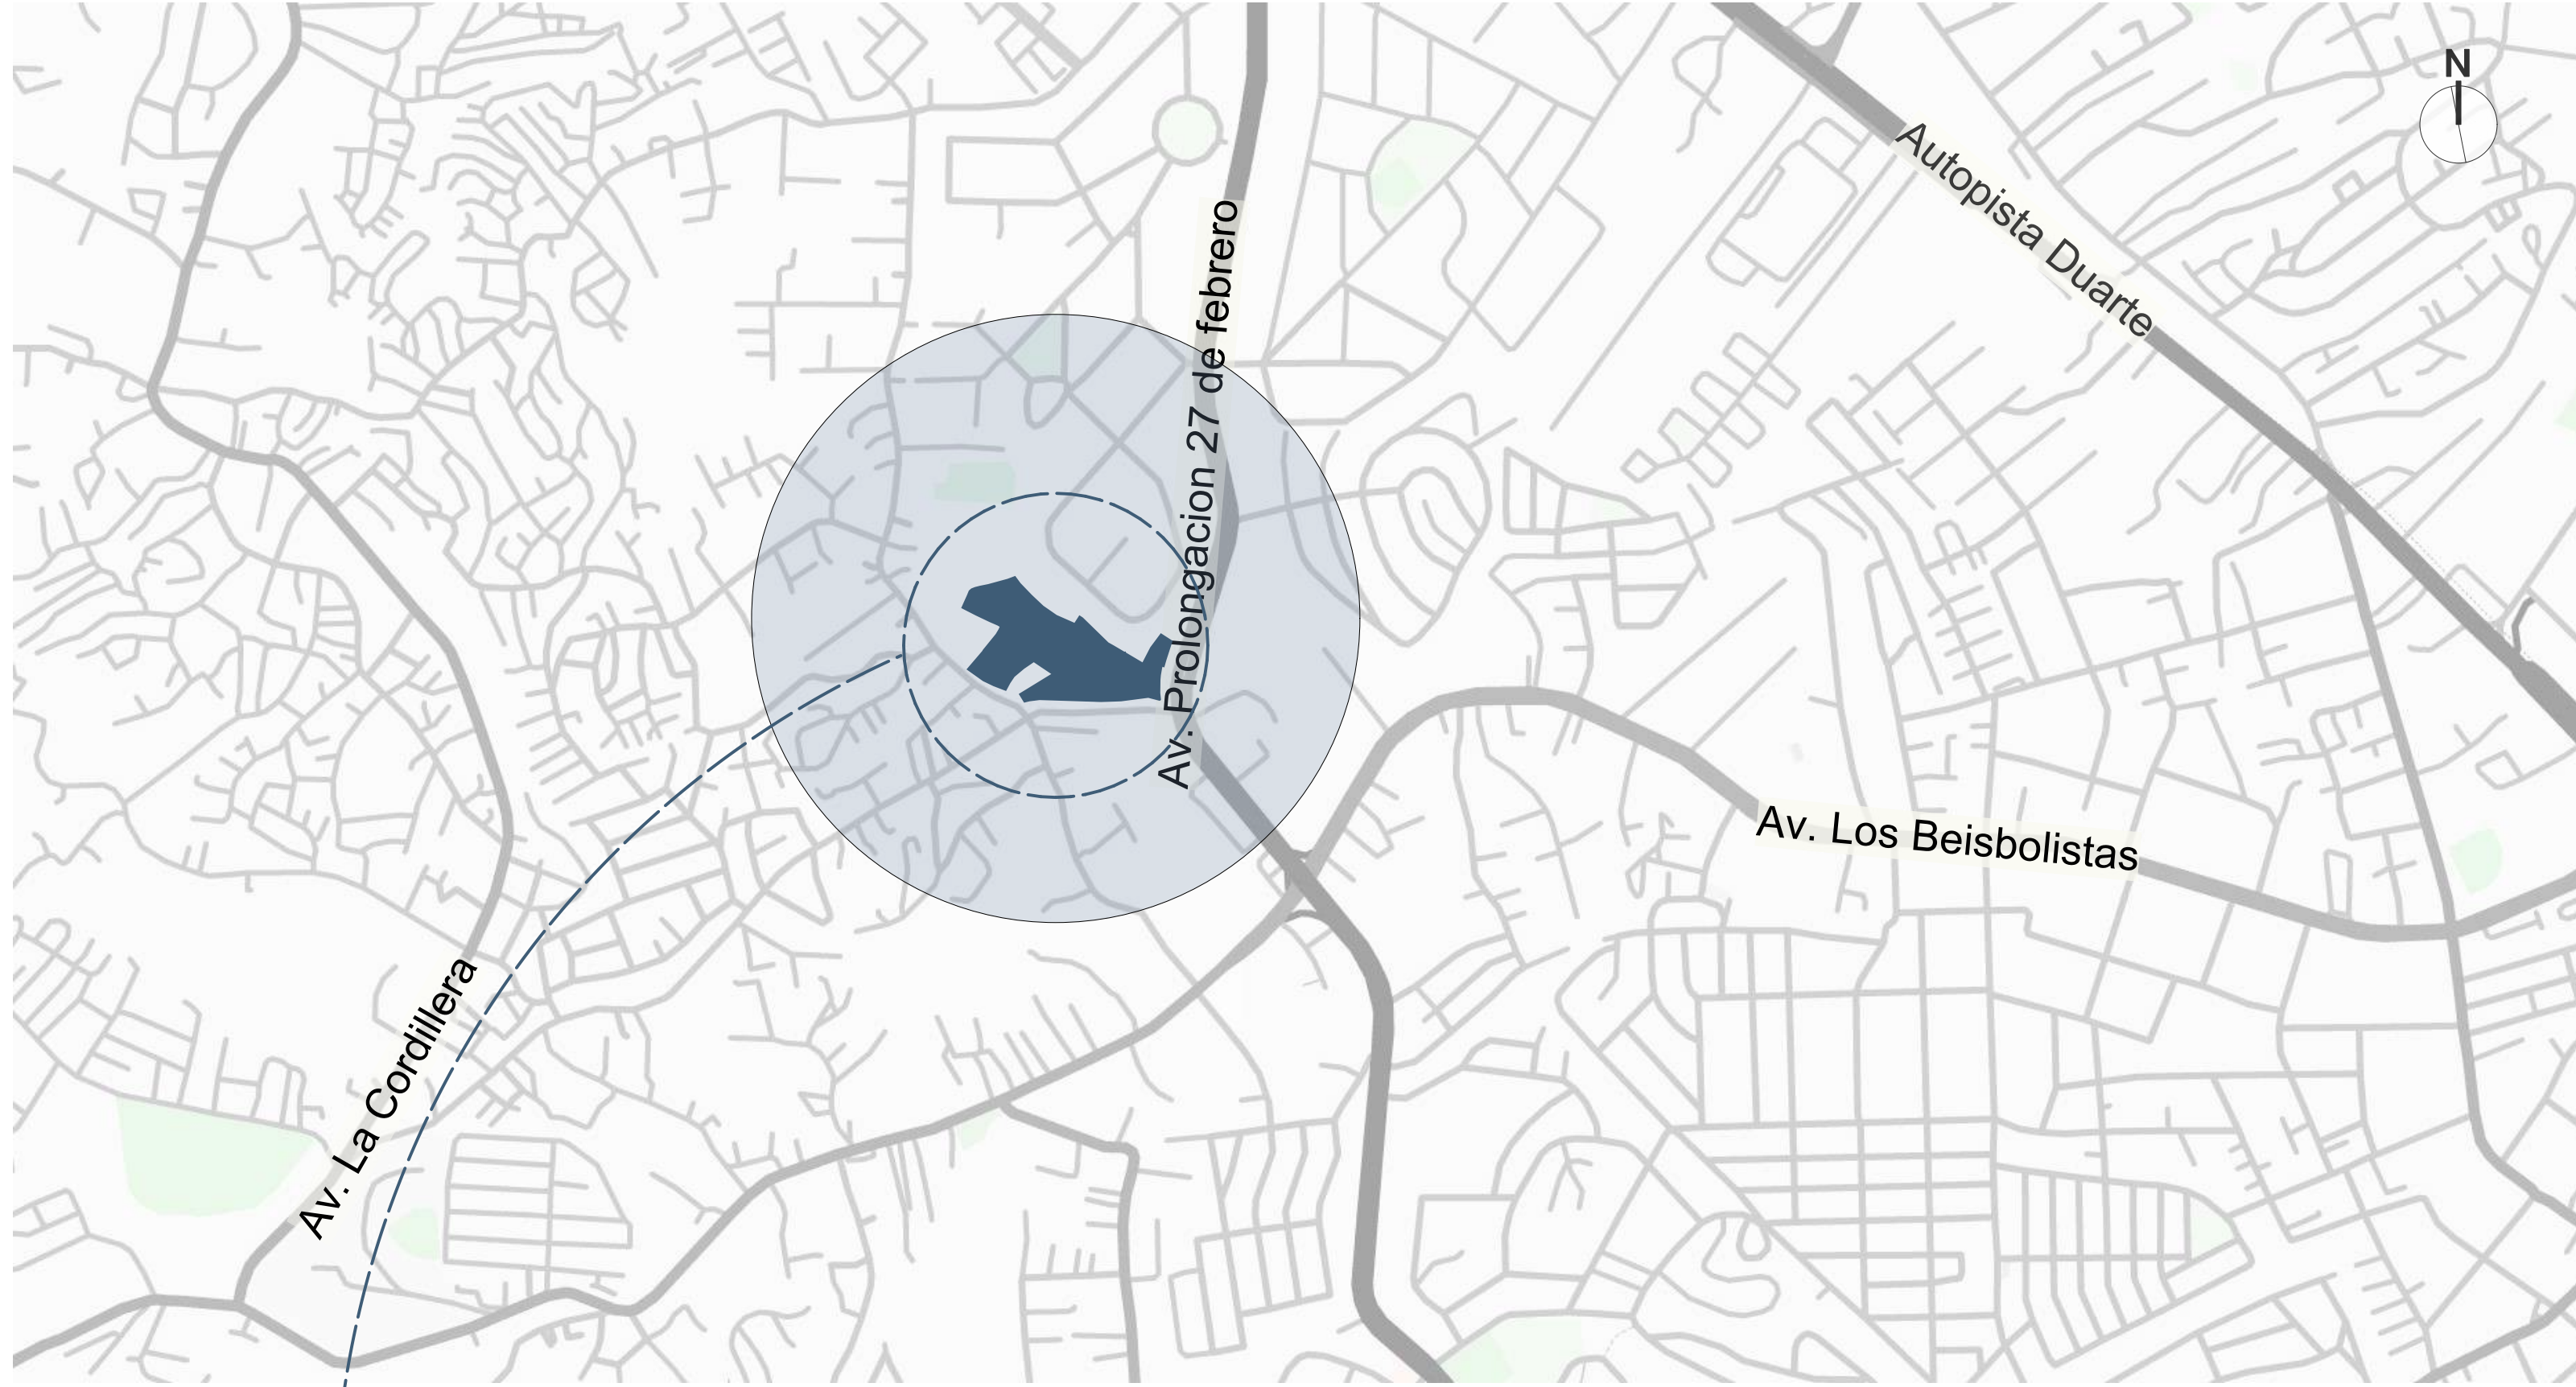 N
Autopista Duarte
Av. Prolongacion 27 de febrero
Av. Los Beisbolistas
Av. La Cordillera